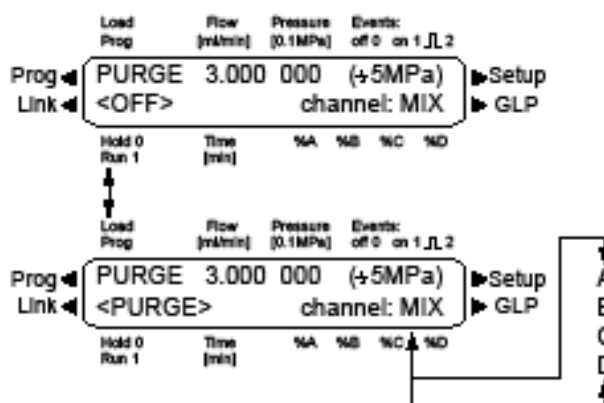 Load Flow Pressure Events:
Prog [ml/min] [0.1MPa] off 0 on 1 2
Prog PURGE 3.000 000 (5MPa) Setup
Link <OFF> channel: MIX GLP
Hold 0 Time %A %B %C %D
Run 1 [min]
Load Flow Pressure Events:
Prog [ml/min] [0.1MPa] off 0 on 1 2
Prog PURGE 3.000 000 (5MPa) Setup
Link <PURGE> channel: MIX GLP
Hold 0 Time %A %B %C %D
Run 1 [min]
A
B
C
D